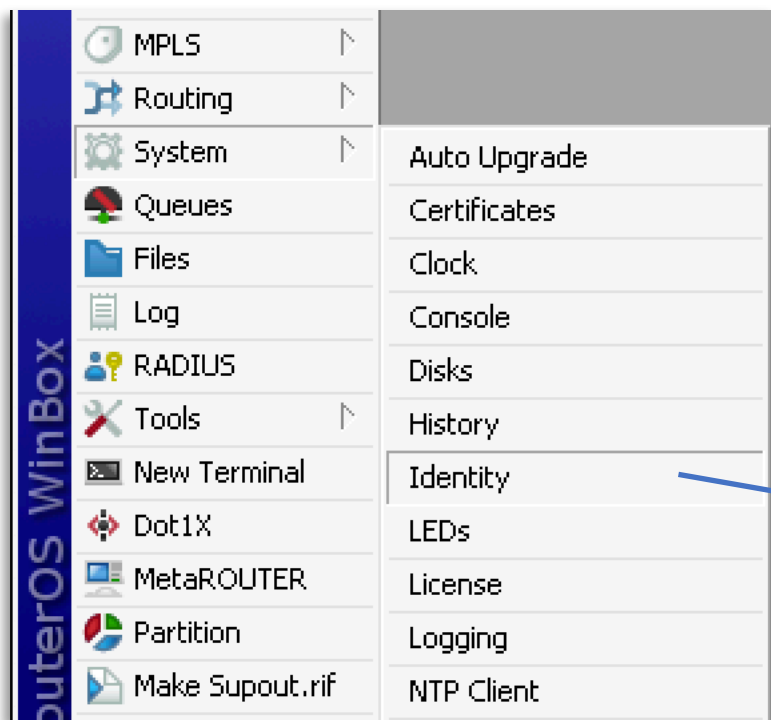 MPLS
Routing
System
Queues
Files
Log
RADIUS
Tools
New Terminal
Dot1X
MetaROUTER
Partition
Make Supout.rif
Auto Upgrade
Certificates
Clock
Console
Disks
History
Identity
LEDs
License
Logging
NTP Client
outerOS WinBox